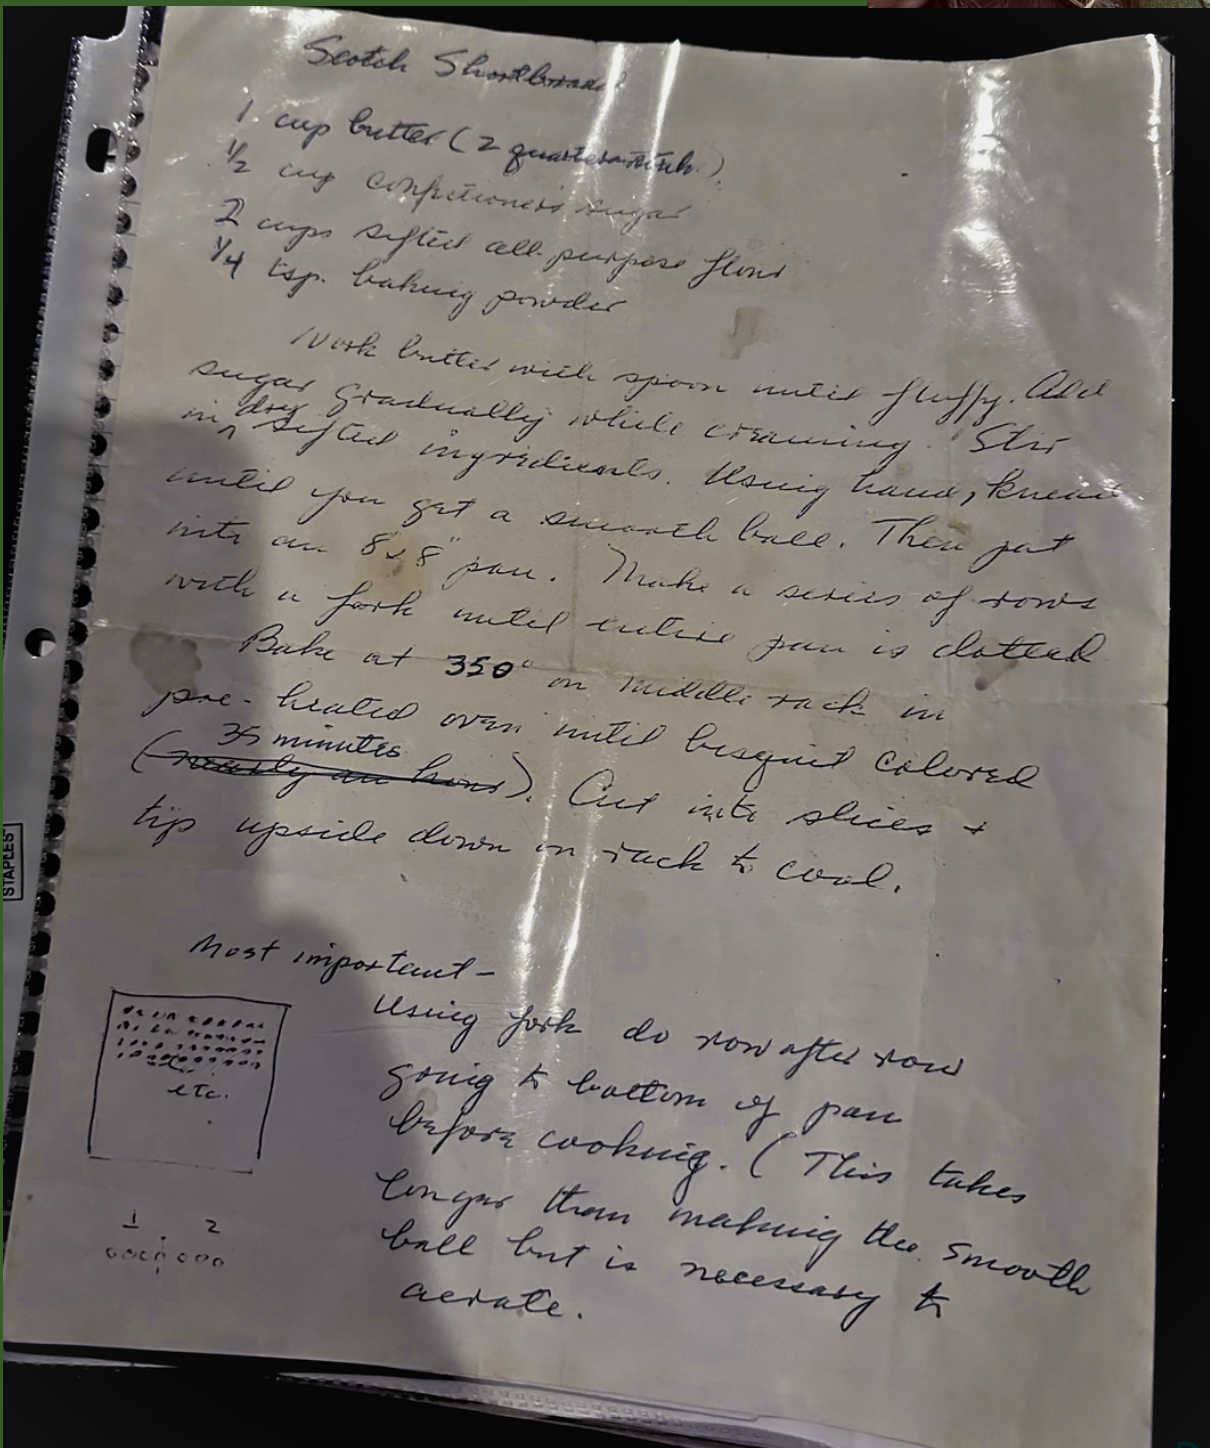 Scotch Shortbread
1 cup butter (2 quarter sticks)
1/2 cup confectioner's sugar
2 cups sifted all-purpose flour
1/4 tsp. baking powder
Work butter with spoon until fluffy. Add
sugar gradually while creaming. Stir
in dry sifted ingredients. Using hand, knead
until you get a smooth ball. Then pat
into an 8"x8" pan. Make a series of rows
with a fork until entire pan is dotted
Bake at 350° on middle rack in
pre-heated oven until bisquit colored
35 minutes
(nearly an hour). Cut into slices +
tip upside down on rack to cool.
Most important-
Using fork do row after row
going to bottom of pan
before cooking. (This takes
longer than making the smooth
ball but is necessary to
aerate.
etc.
1 2
STAPLES